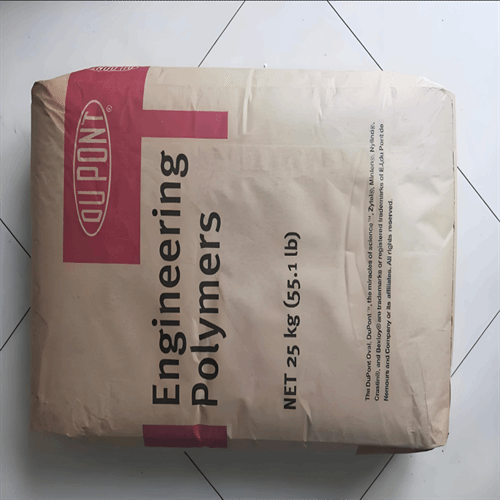 DUPONT®
Engineering
Polymers
NET 25 kg (55.1 lb)
The DuPont Oval, DuPont™, the miracles of science™, Zytel®, Minlon®, Nylind®,
Crastin®, and Besloy® are trademarks or registered trademarks of E.I.du Pont de
Nemours and Company or its affiliates. All rights reserved.